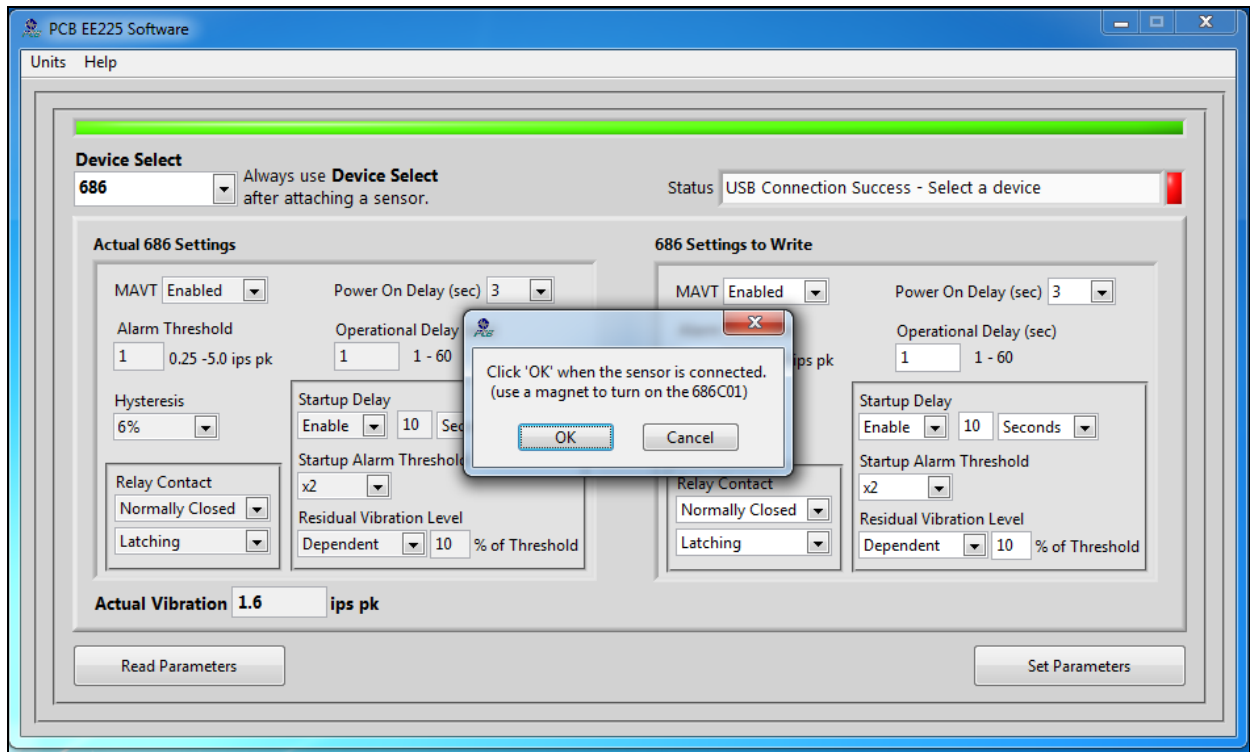 PCB EE225 Software
Units Help
Device Select
686
Always use Device Select
after attaching a sensor.
Status USB Connection Success - Select a device
Actual 686 Settings
MAVT Enabled
Power On Delay (sec) 3
Alarm Threshold
1 0.25 -5.0 ips pk
Operational Delay
1 1 - 60
Hysteresis
6%
Startup Delay
Enable 10
Startup Alarm Threshold
x2
Relay Contact
Normally Closed
Latching
Residual Vibration Level
Dependent 10 % of Threshold
Actual Vibration 1.6 ips pk
686 Settings to Write
MAVT Enabled
Power On Delay (sec) 3
ips pk
Operational Delay (sec)
1 1 - 60
Startup Delay
Enable 10 Seconds
Startup Alarm Threshold
x2
Relay Contact
Normally Closed
Latching
Residual Vibration Level
Dependent 10 % of Threshold
PCB
Click 'OK' when the sensor is connected.
(use a magnet to turn on the 686C01)
OK Cancel
Read Parameters
Set Parameters